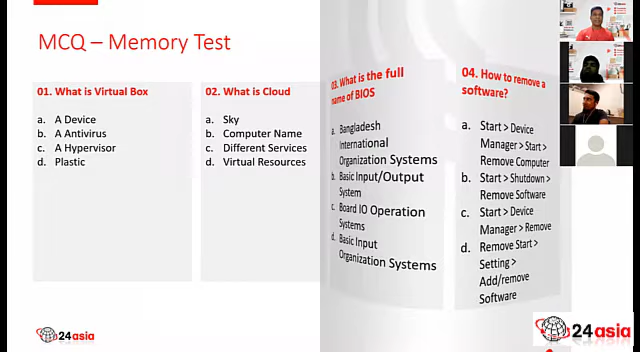 MCQ – Memory Test
01. What is Virtual Box
a. A Device
b. A Antivirus
c. A Hypervisor
d. Plastic
02. What is Cloud
a. Sky
b. Computer Name
c. Different Services
d. Virtual Resources
03. What is the full
name of BIOS
a. Bangladesh
International
Organization Systems
b. Basic Input/Output
System
c. Board IO Operation
Systems
d. Basic Input
Organization Systems
04. How to remove a
software?
a. Start > Device
Manager > Start >
Remove Computer
b. Start > Shutdown >
Remove Software
c. Start > Device
Manager > Remove
d. Remove Start >
Setting >
Add/remove
Software
24asia
24asia